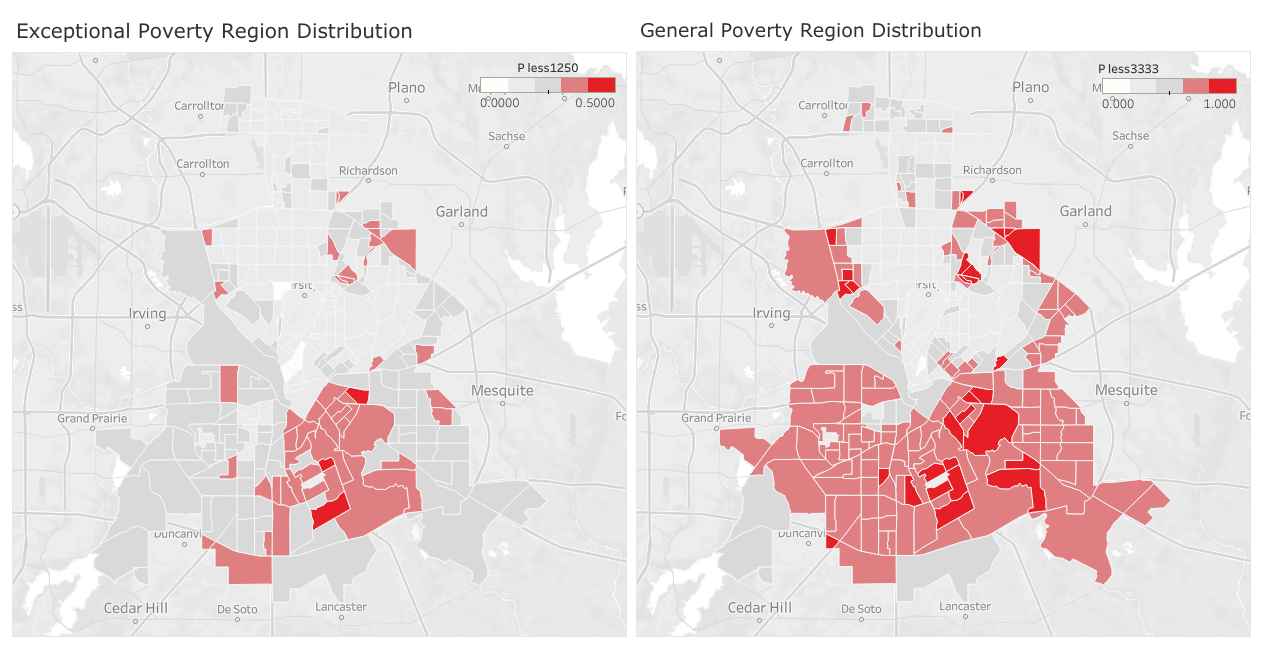 Exceptional Poverty Region Distribution
P less1250
0.0000 0.5000
Plano
Carrollton
Sachse
Carrollton
Richardson
Garland
Irving
Mesquite
Grand Prairie
Duncanvi
Cedar Hill
De Soto
Lancaster
General Poverty Region Distribution
P less3333
0.000 1.000
Plano
Carrollton
Sachse
Carrollton
Richardson
Garland
Irving
Mesquite
Grand Prairie
Duncanvi
Cedar Hill
De Soto
Lancaster